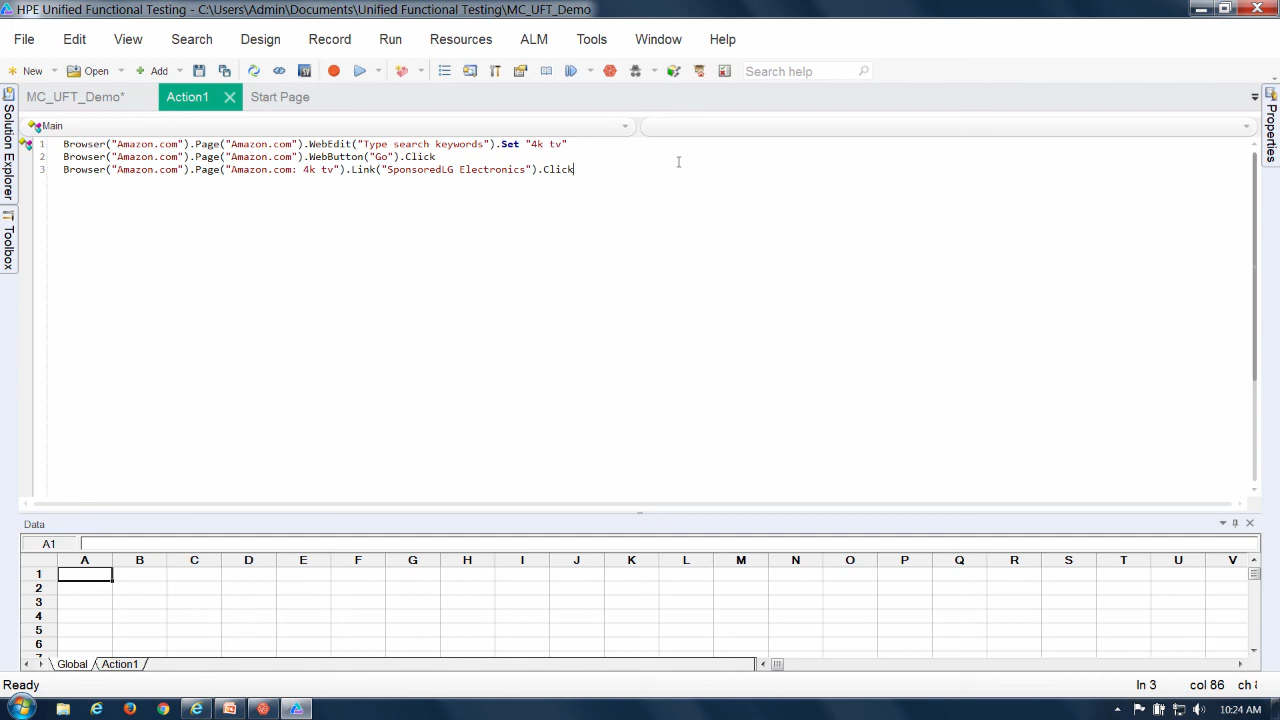 HPE Unified Functional Testing - C:\Users\Admin\Documents\Unified Functional Testing\MC_UFT_Demo
File Edit View Search Design Record Run Resources ALM Tools Window Help
New Open Add Search help
MC_UFT_Demo* Action1 Start Page
Solution Explorer
Toolbox
Properties
Main
1 Browser("Amazon.com").Page("Amazon.com").WebEdit("Type search keywords").Set "4k tv"
2 Browser("Amazon.com").Page("Amazon.com").WebButton("Go").Click
3 Browser("Amazon.com").Page("Amazon.com: 4k tv").Link("SponsoredLG Electronics").Click
Data
A1
A B C D E F G H I J K L M N O P Q R S T U V
1
2
3
4
5
6
Global Action1
Ready ln 3 col 86 ch
10:24 AM